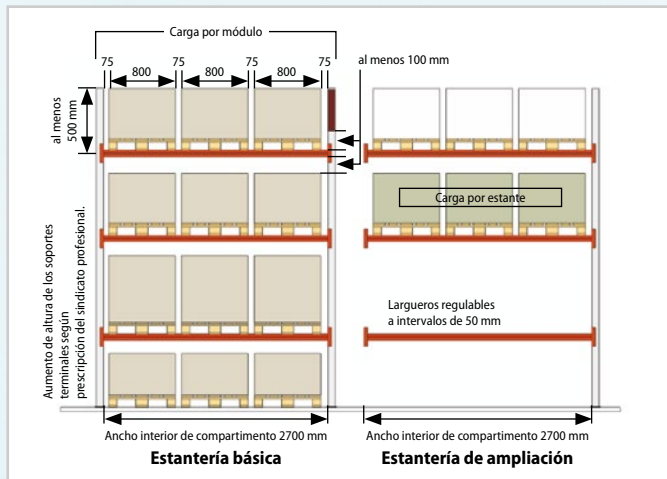 Carga por módulo
75
75
75
75
800
800
800
al menos 100 mm
al menos
500 mm
Carga por estante
Aumento de altura de los soportes
terminales según
prescripción del sindicato profesional.
Largueros regulables
a intervalos de 50 mm
Ancho interior de compartimento 2700 mm
Ancho interior de compartimento 2700 mm
Estantería básica
Estantería de ampliación